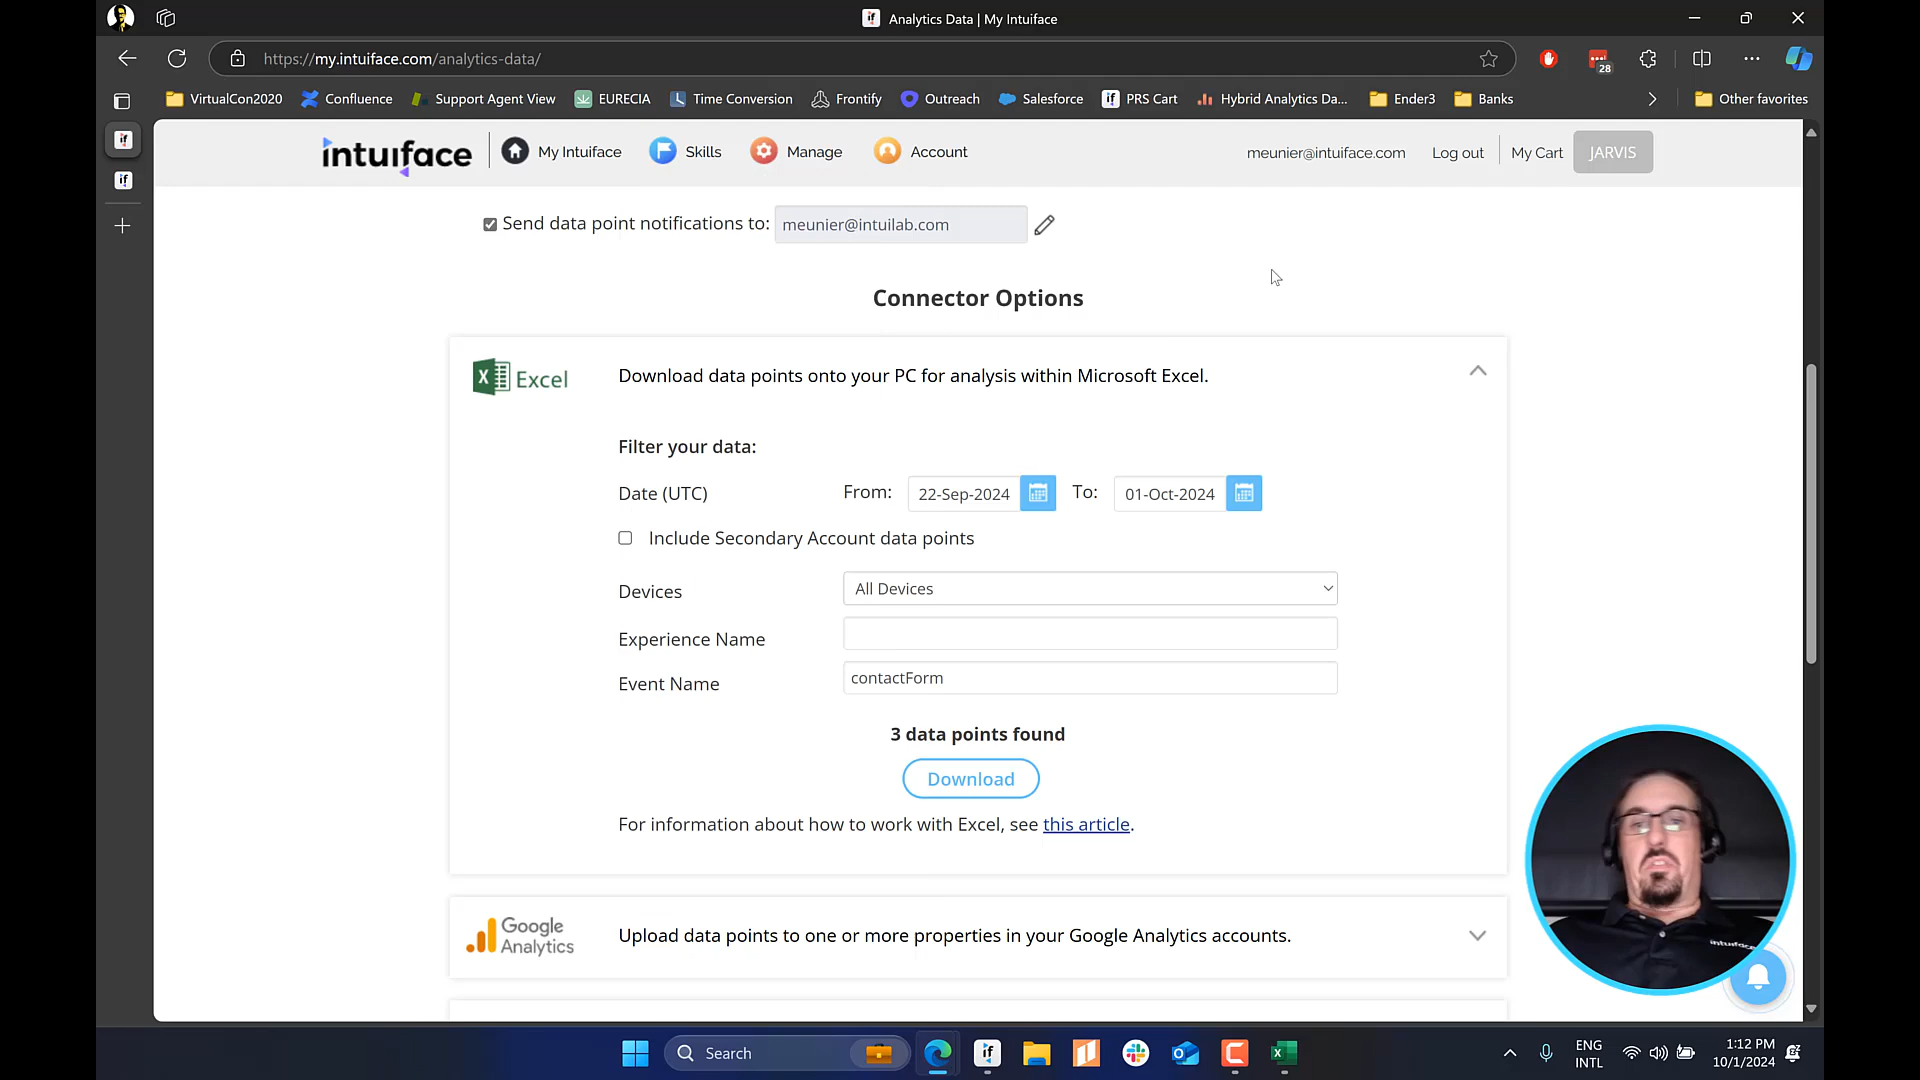 Analytics Data | My Intuiface
https://my.intuiface.com/analytics-data/
28
VirtualCon2020
Confluence
Support Agent View
EURECIA
Time Conversion
Frontify
Outreach
Salesforce
PRS Cart
Hybrid Analytics Da...
Ender3
Banks
Other favorites
intuiface
My Intuiface
Skills
Manage
Account
meunier@intuiface.com
Log out
My Cart
JARVIS
Send data point notifications to:
meunier@intuilab.com
Connector Options
Excel
Download data points onto your PC for analysis within Microsoft Excel.
Filter your data:
Date (UTC)
From:
22-Sep-2024
To:
01-Oct-2024
Include Secondary Account data points
Devices
All Devices
Experience Name
Event Name
contactForm
3 data points found
Download
For information about how to work with Excel, see this article.
Google
Analytics
Upload data points to one or more properties in your Google Analytics accounts.
intuiface
Search
ENG
INTL
1:12 PM
10/1/2024